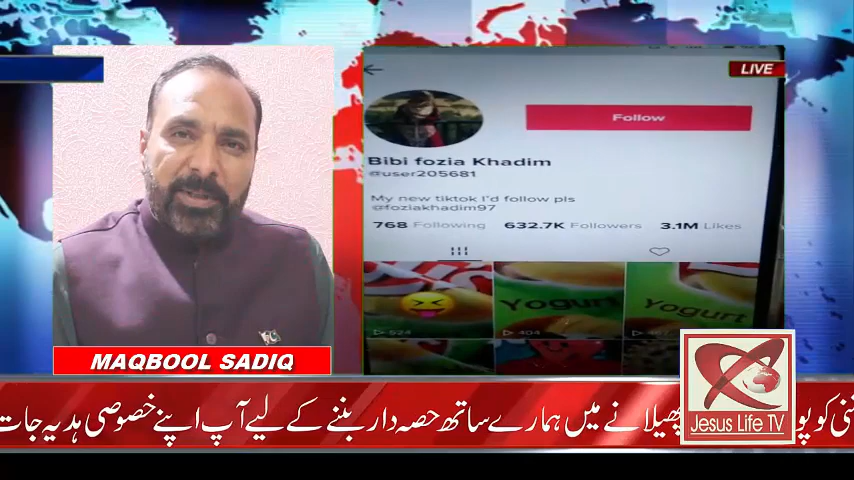 LIVE
Follow
Bibi fozia Khadim
@user205681
My new tiktok I'd follow pls
@foziakhadim97
768 Following 632.7K Followers 3.1M Likes
Yogurt
Yogurt
524 404
MAQBOOL SADIQ
پھیلانے میں ہمارے ساتھ حصہ دار بننے کے لیے آپ اپنے خصوصی ہدیہ جات
Jesus Life TV